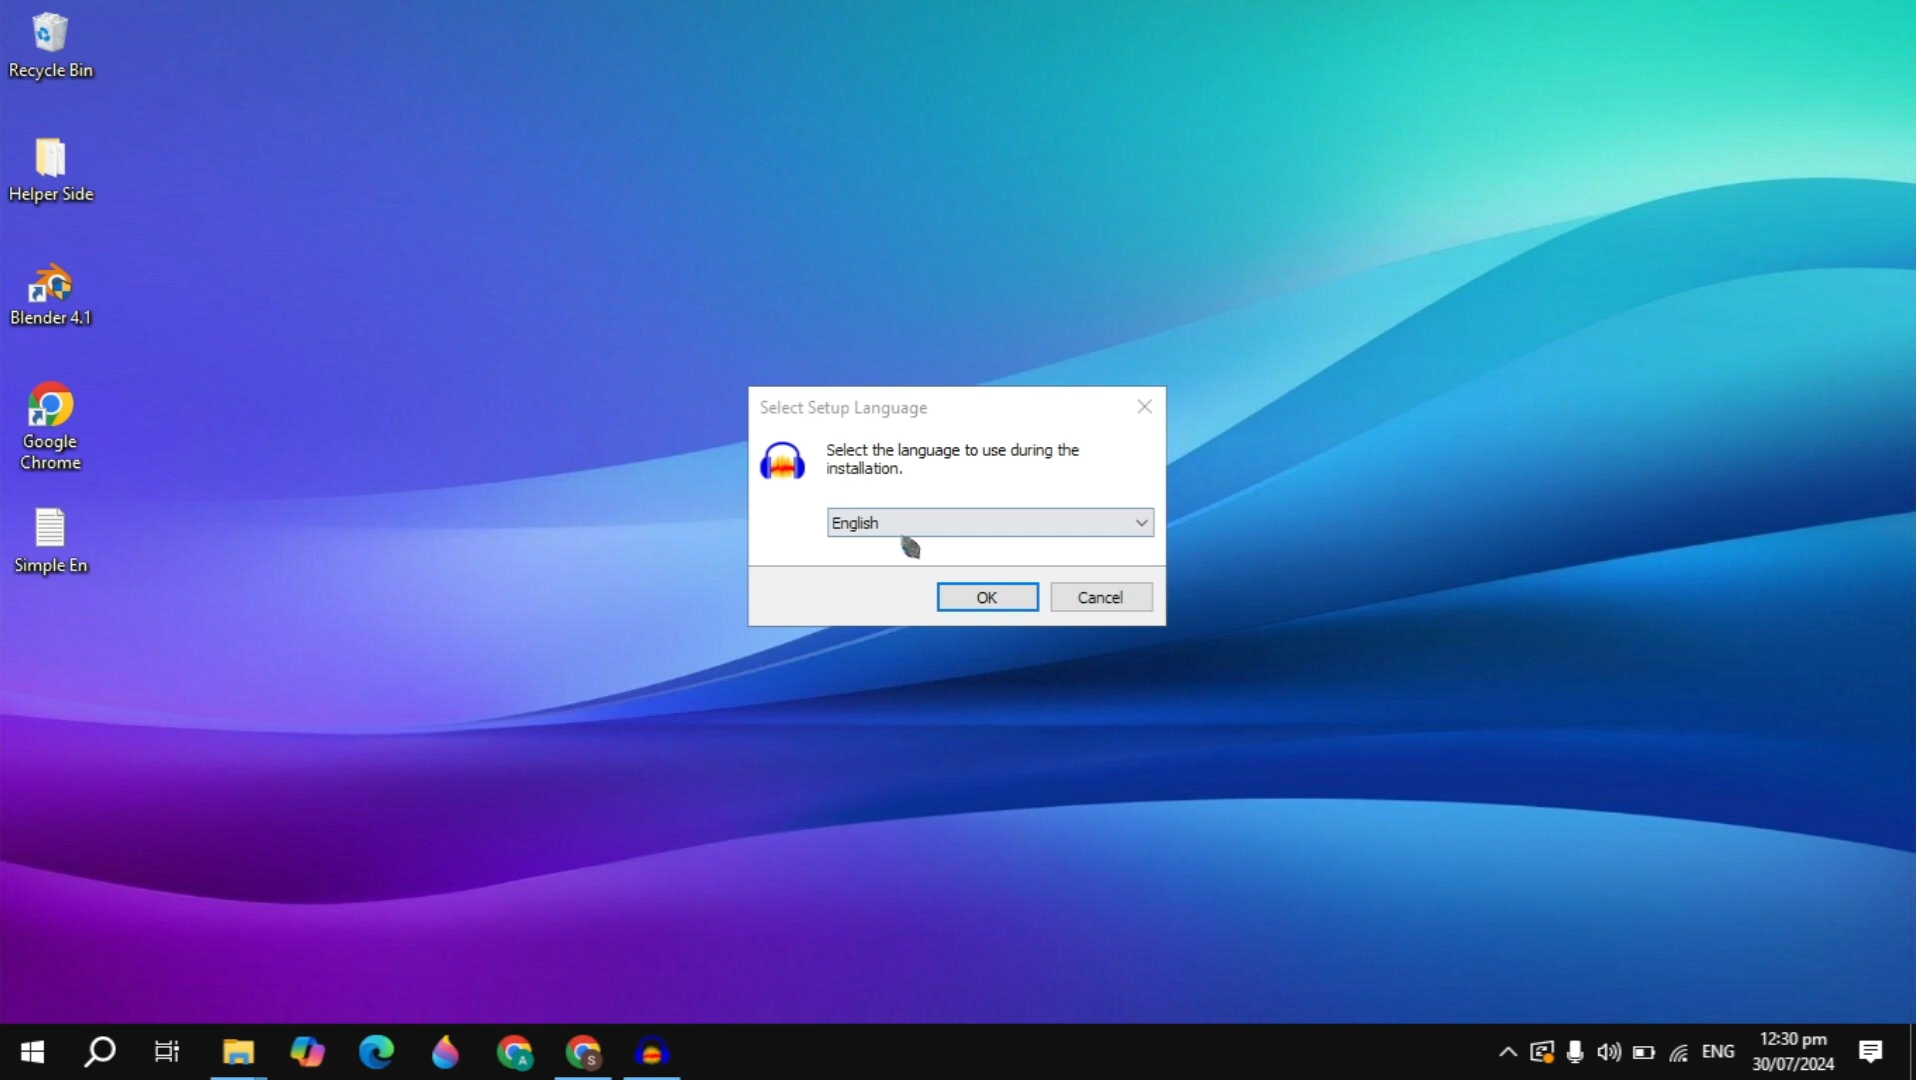 Recycle Bin
Helper Side
Blender 4.1
Google
Chrome
Simple En
Select Setup Language
Select the language to use during the
installation.
English
OK
Cancel
A
S
ENG
12:30 pm
30/07/2024